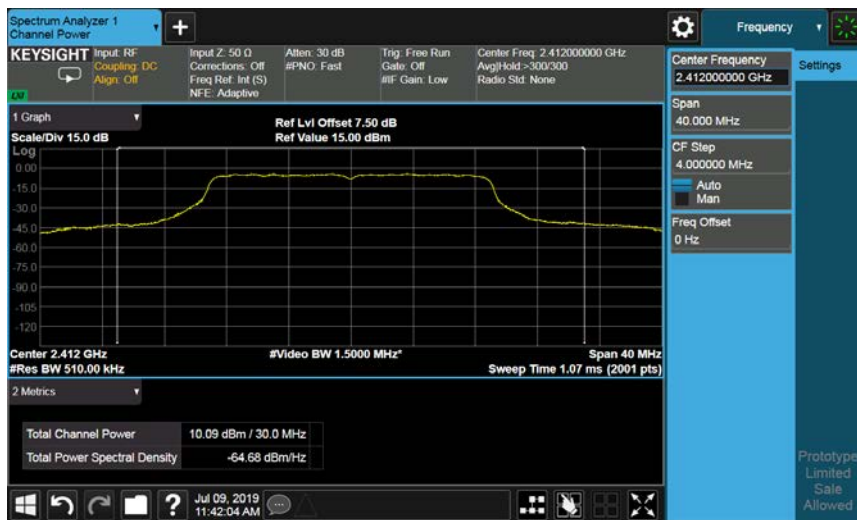 Spectrum Analyzer 1
Channel Power
Frequency
KEYSIGHT
Input: RF
Coupling: DC
Align: Off
Input Z: 50 Ω
Corrections: Off
Freq Ref: Int (S)
NFE: Adaptive
Atten: 30 dB
#PNO: Fast
Trig: Free Run
Gate: Off
#IF Gain: Low
Center Freq: 2.412000000 GHz
Avg|Hold:>300/300
Radio Std: None
Center Frequency
2.412000000 GHz
Settings
Span
40.000 MHz
CF Step
4.000000 MHz
Auto
Man
Freq Offset
0 Hz
1 Graph
Scale/Div 15.0 dB
Ref Lvl Offset 7.50 dB
Ref Value 15.00 dBm
Log
0.00
-15.0
-30.0
-45.0
-60.0
-75.0
-90.0
-105
-120
Center 2.412 GHz
#Video BW 1.5000 MHz*
Span 40 MHz
#Res BW 510.00 kHz
Sweep Time 1.07 ms (2001 pts)
2 Metrics
Total Channel Power 10.09 dBm / 30.0 MHz
Total Power Spectral Density -64.68 dBm/Hz
Prototype
Limited
Sale
Allowed
Jul 09, 2019
11:42:04 AM